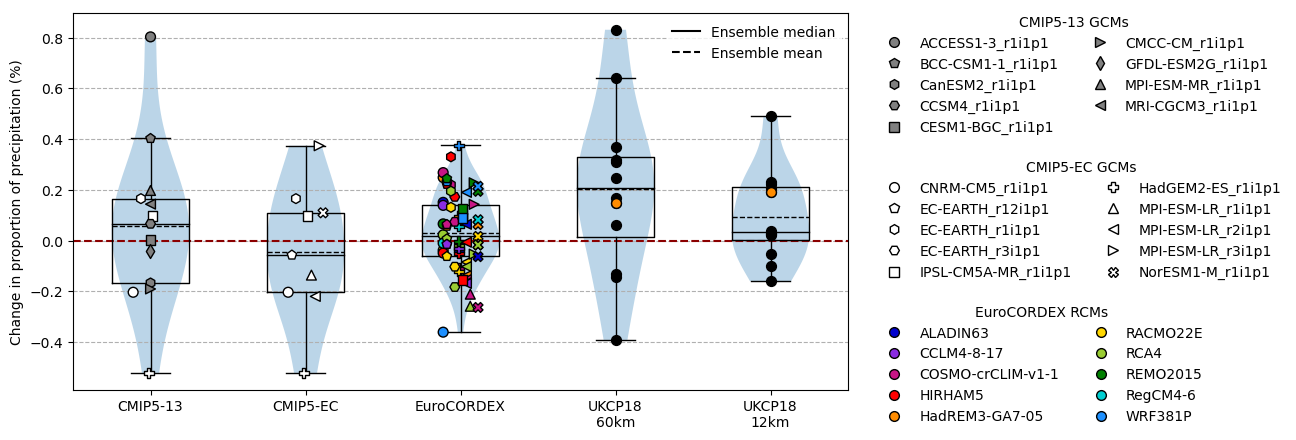 Change in proportion of precipitation (%)
0.8
0.6
0.4
0.2
0.0
−0.2
−0.4
Ensemble median
Ensemble mean
CMIP5-13
CMIP5-EC
EuroCORDEX
UKCP18
60km
UKCP18
12km
CMIP5-13 GCMs
ACCESS1-3_r1i1p1
BCC-CSM1-1_r1i1p1
CanESM2_r1i1p1
CCSM4_r1i1p1
CESM1-BGC_r1i1p1
CMCC-CM_r1i1p1
GFDL-ESM2G_r1i1p1
MPI-ESM-MR_r1i1p1
MRI-CGCM3_r1i1p1
CMIP5-EC GCMs
CNRM-CM5_r1i1p1
EC-EARTH_r12i1p1
EC-EARTH_r1i1p1
EC-EARTH_r3i1p1
IPSL-CM5A-MR_r1i1p1
HadGEM2-ES_r1i1p1
MPI-ESM-LR_r1i1p1
MPI-ESM-LR_r2i1p1
MPI-ESM-LR_r3i1p1
NorESM1-M_r1i1p1
EuroCORDEX RCMs
ALADIN63
CCLM4-8-17
COSMO-crCLIM-v1-1
HIRHAM5
HadREM3-GA7-05
RACMO22E
RCA4
REMO2015
RegCM4-6
WRF381P